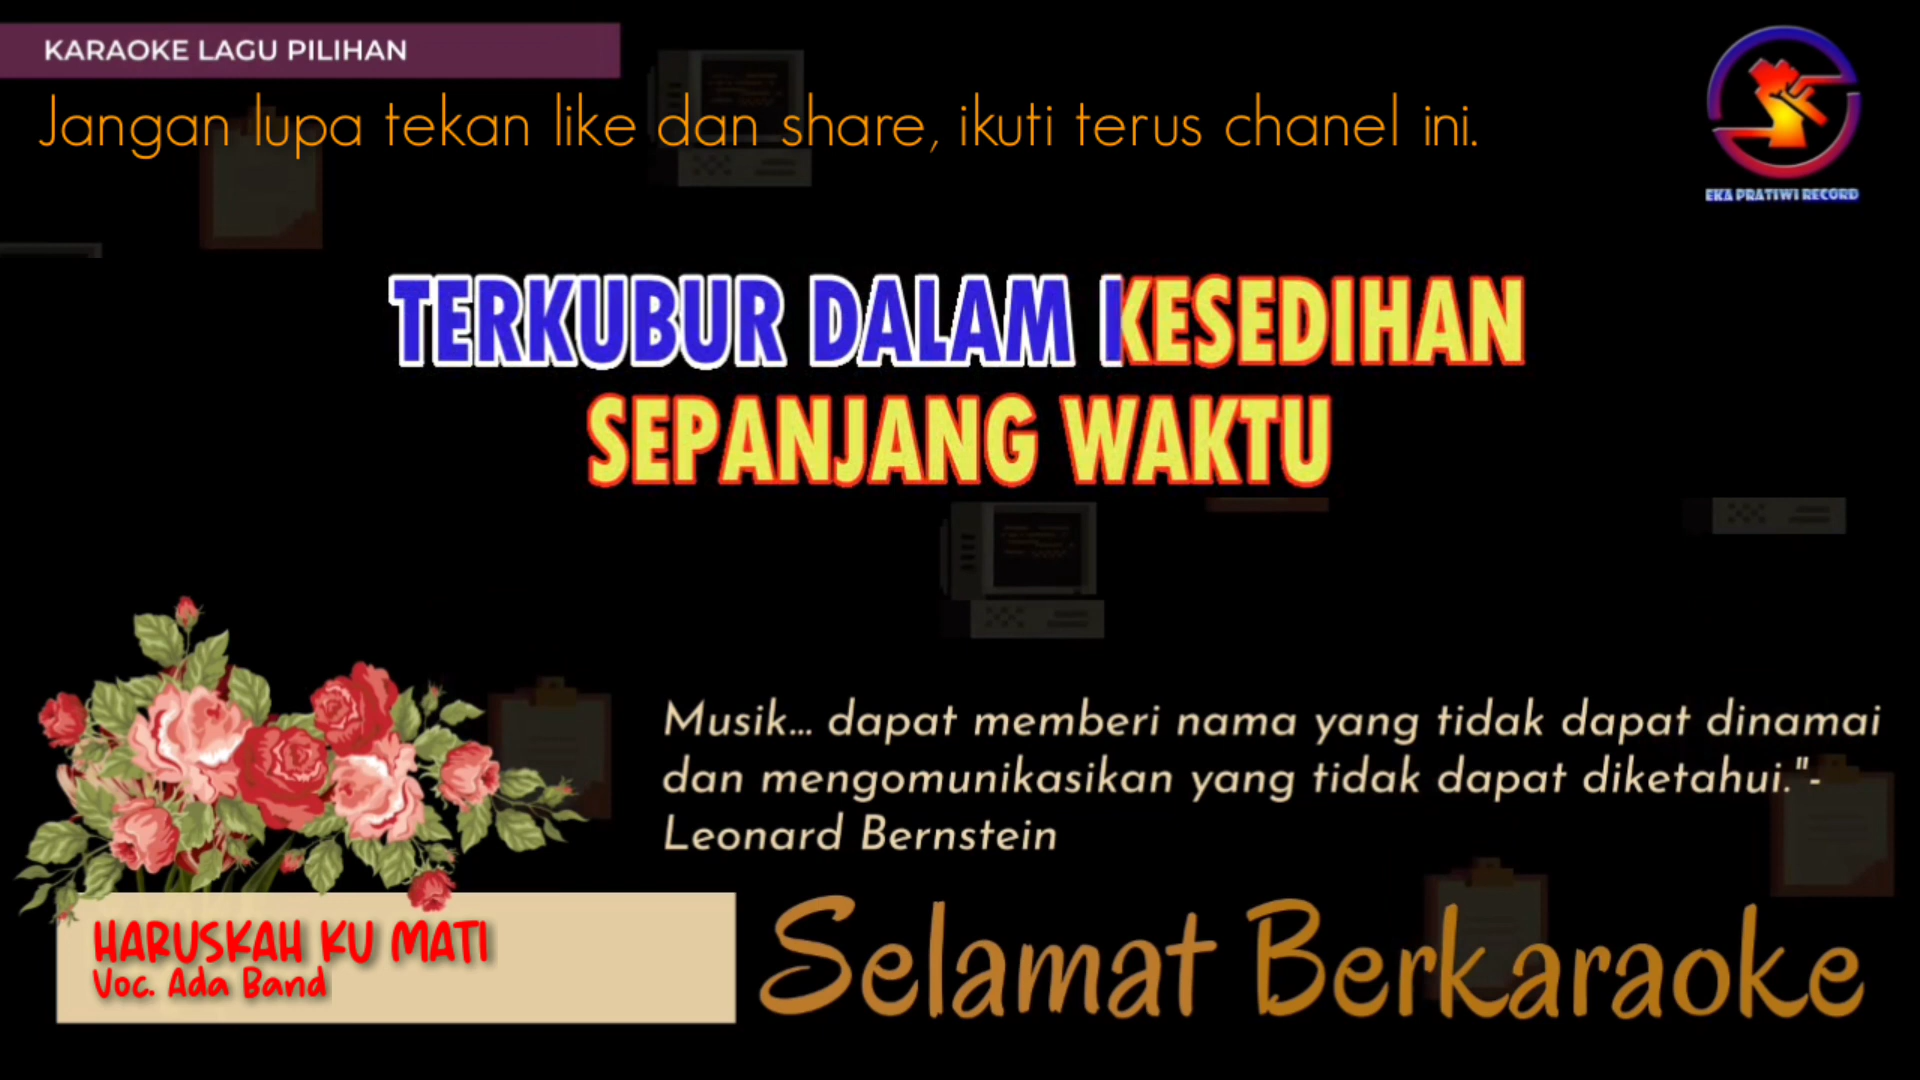 KARAOKE LAGU PILIHAN
Jangan lupa tekan like dan share, ikuti terus chanel ini.
EKA PRATIWI RECORD
TERKUBUR DALAM KESEDIHAN
SEPANJANG WAKTU
Musik... dapat memberi nama yang tidak dapat dinamai
dan mengomunikasikan yang tidak dapat diketahui."-
Leonard Bernstein
HARUSKAH KU MATI
Voc. Ada Band
Selamat Berkaraoke